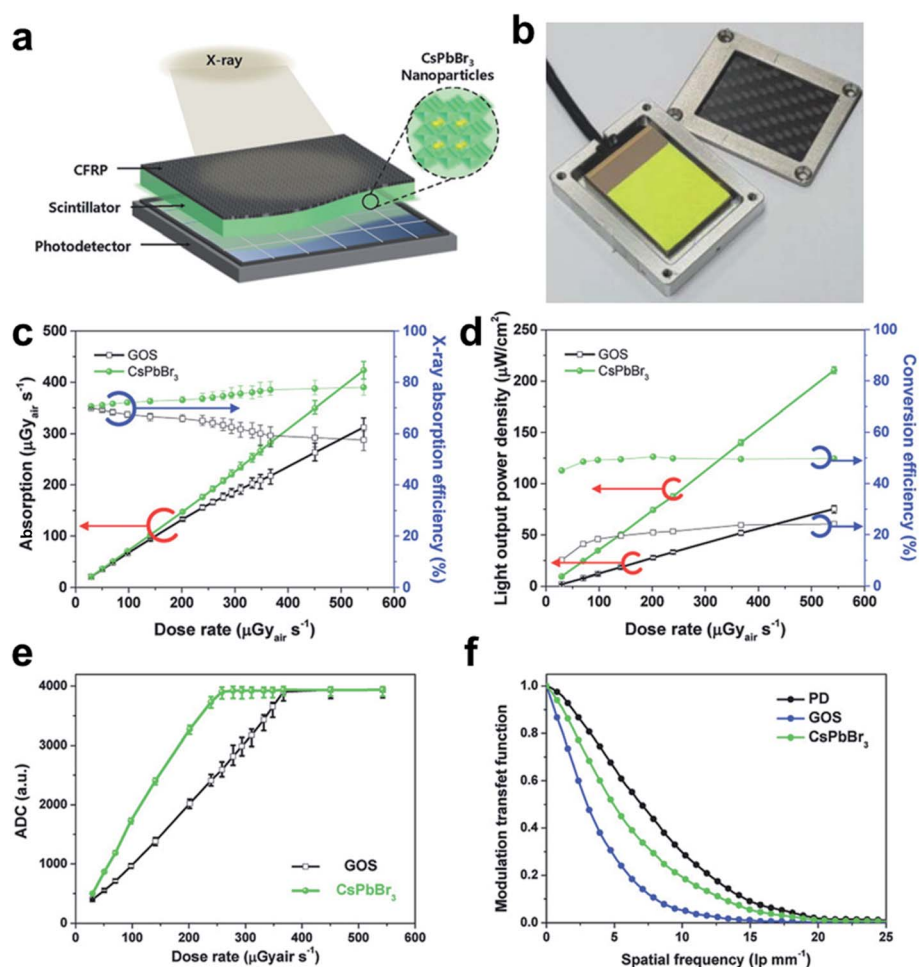 a
X-ray
CsPbBr₃
Nanoparticles
CFRP
Scintillator
Photodetector
b
c
500
400
300
200
100
0
Absorption (μGy_air s⁻¹)
GOS
CsPbBr₃
100
80
60
40
20
0
X-ray absorption efficiency (%)
0 100 200 300 400 500 600
Dose rate (μGy_air s⁻¹)
d
250
200
150
100
50
0
Light output power density (μW/cm²)
GOS
CsPbBr₃
100
80
60
40
20
0
Conversion efficiency (%)
0 100 200 300 400 500 600
Dose rate (μGy_air s⁻¹)
e
4000
3000
2000
1000
0
ADC (a.u.)
GOS
CsPbBr₃
0 100 200 300 400 500 600
Dose rate (μGyair s⁻¹)
f
1.0
0.8
0.6
0.4
0.2
0.0
Modulation transfet function
PD
GOS
CsPbBr₃
0 5 10 15 20 25
Spatial frequency (lp mm⁻¹)